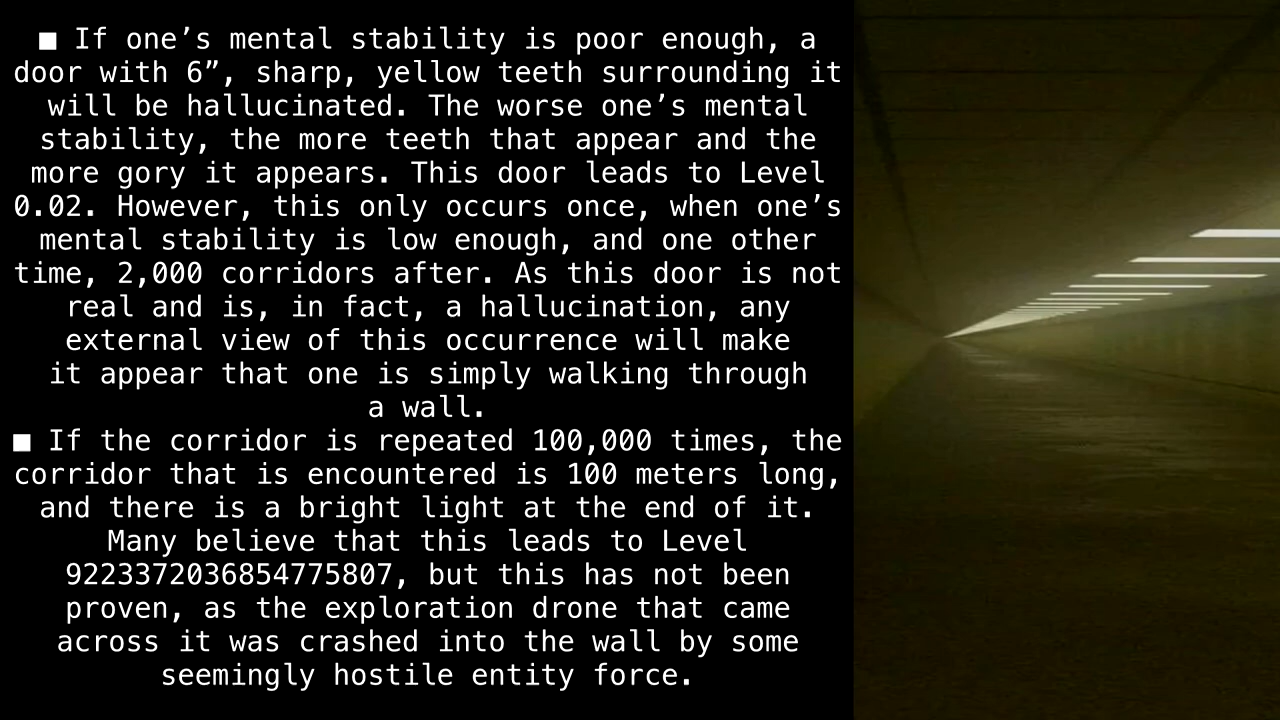 ■ If one’s mental stability is poor enough, a
door with 6”, sharp, yellow teeth surrounding it
will be hallucinated. The worse one’s mental
stability, the more teeth that appear and the
more gory it appears. This door leads to Level
0.02. However, this only occurs once, when one’s
mental stability is low enough, and one other
time, 2,000 corridors after. As this door is not
real and is, in fact, a hallucination, any
external view of this occurrence will make
it appear that one is simply walking through
a wall.
■ If the corridor is repeated 100,000 times, the
corridor that is encountered is 100 meters long,
and there is a bright light at the end of it.
Many believe that this leads to Level
9223372036854775807, but this has not been
proven, as the exploration drone that came
across it was crashed into the wall by some
seemingly hostile entity force.